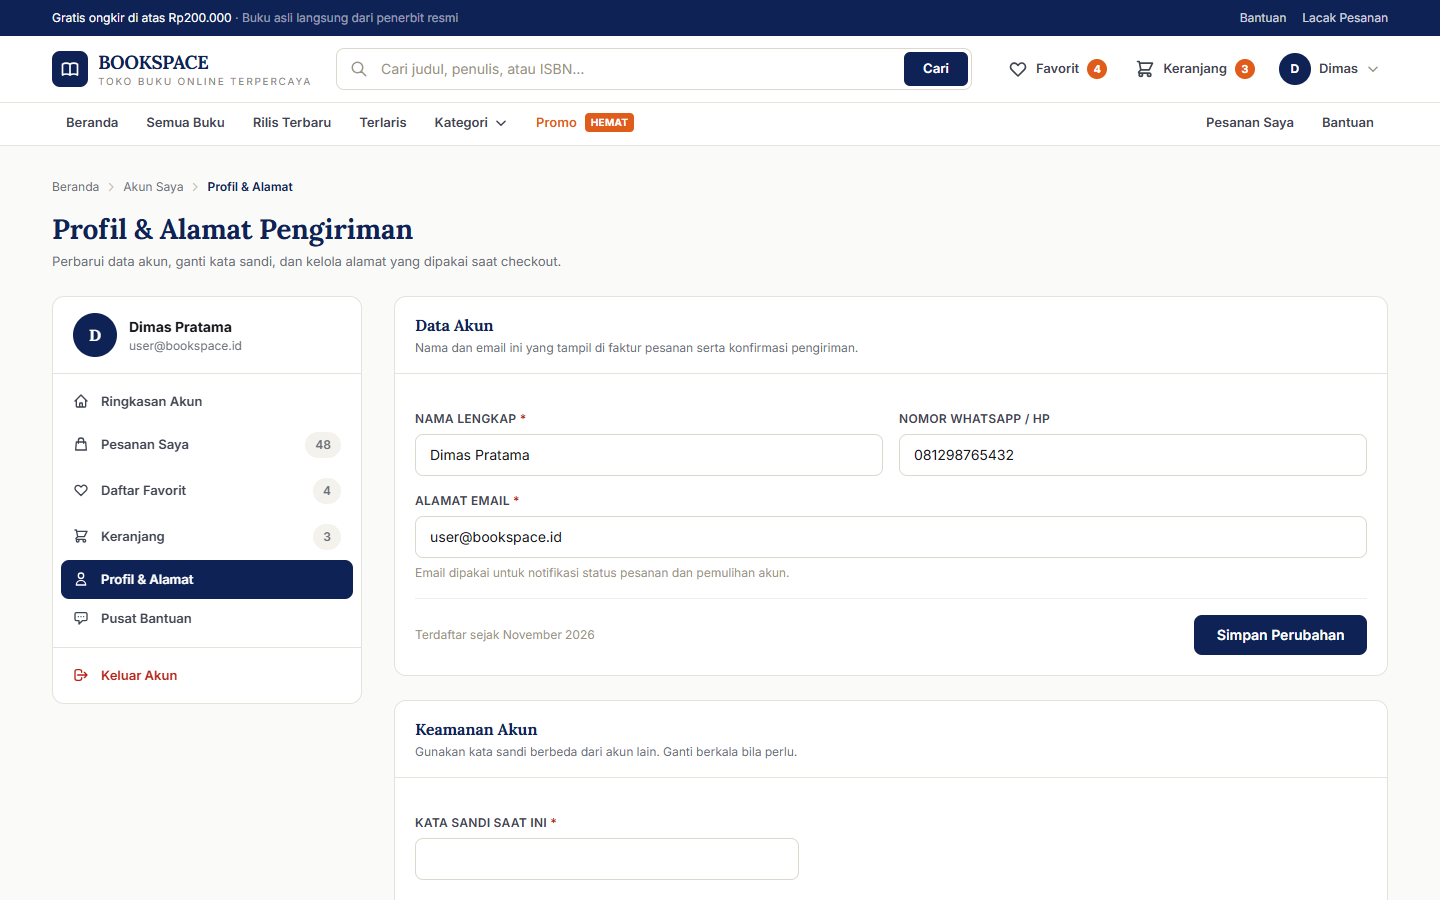 Gratis ongkir di atas Rp200.000 · Buku asli langsung dari penerbit resmi
Bantuan Lacak Pesanan
BOOKSPACE
TOKO BUKU ONLINE TERPERCAYA
Cari judul, penulis, atau ISBN...
Cari
Favorit 4
Keranjang 3
D Dimas
Beranda Semua Buku Rilis Terbaru Terlaris Kategori Promo HEMAT Pesanan Saya Bantuan
Beranda Akun Saya Profil & Alamat
Profil & Alamat Pengiriman
Perbarui data akun, ganti kata sandi, dan kelola alamat yang dipakai saat checkout.
D
Dimas Pratama
user@bookspace.id
Ringkasan Akun
Pesanan Saya 48
Daftar Favorit 4
Keranjang 3
Profil & Alamat
Pusat Bantuan
Keluar Akun
Data Akun
Nama dan email ini yang tampil di faktur pesanan serta konfirmasi pengiriman.
NAMA LENGKAP *
Dimas Pratama
NOMOR WHATSAPP / HP
081298765432
ALAMAT EMAIL *
user@bookspace.id
Email dipakai untuk notifikasi status pesanan dan pemulihan akun.
Terdaftar sejak November 2026
Simpan Perubahan
Keamanan Akun
Gunakan kata sandi berbeda dari akun lain. Ganti berkala bila perlu.
KATA SANDI SAAT INI *